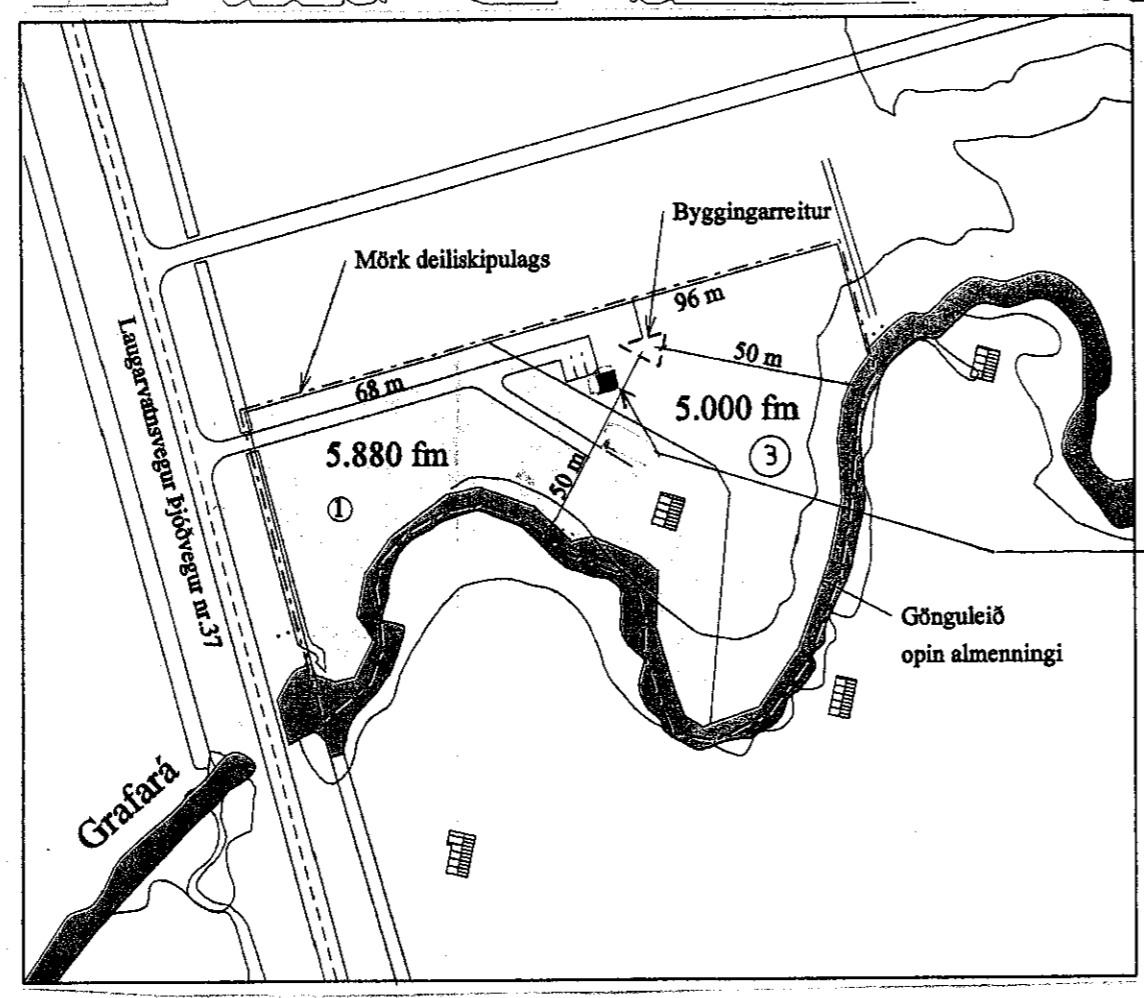 Byggingarreitur
Mörk deiliskipulags
96 m
50 m
68 m
5.000 fm
3
5.880 fm
1
50 m
Laugarvatnsvegur Þjóðvegur nr.37
Gönguleið
opin almenningi
Grafará